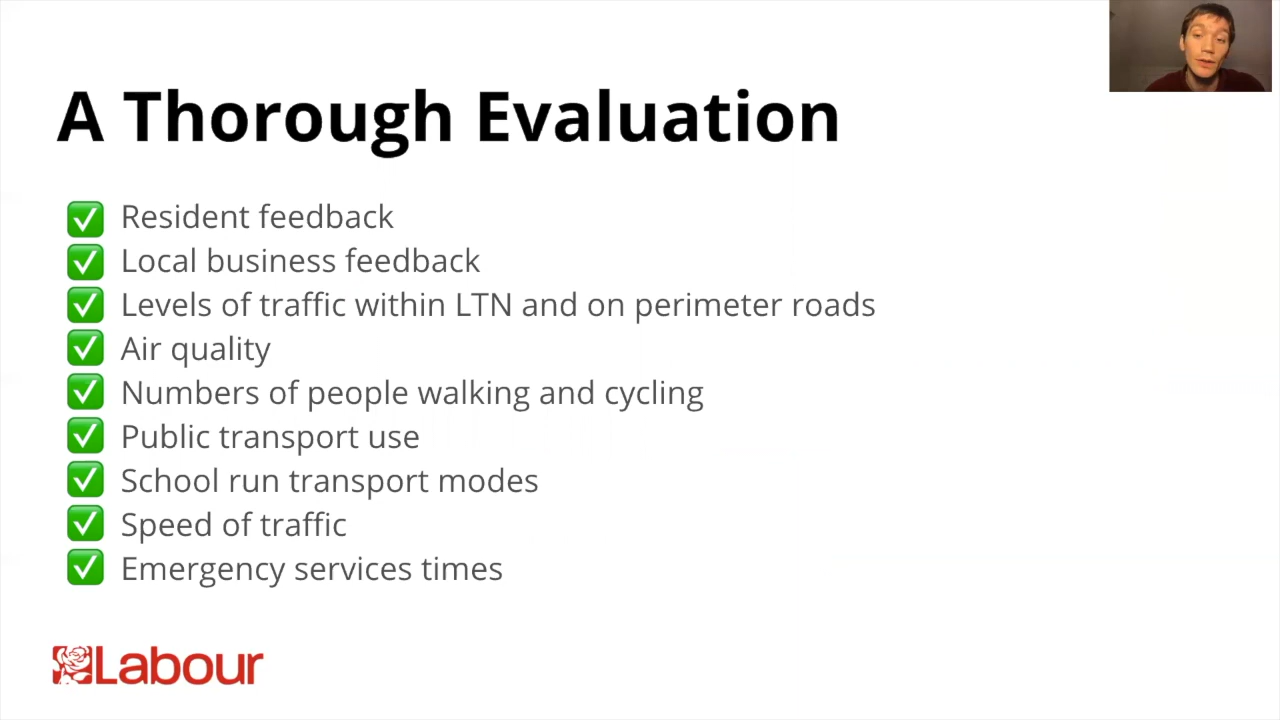 A Thorough Evaluation
Resident feedback
Local business feedback
Levels of traffic within LTN and on perimeter roads
Air quality
Numbers of people walking and cycling
Public transport use
School run transport modes
Speed of traffic
Emergency services times
Labour